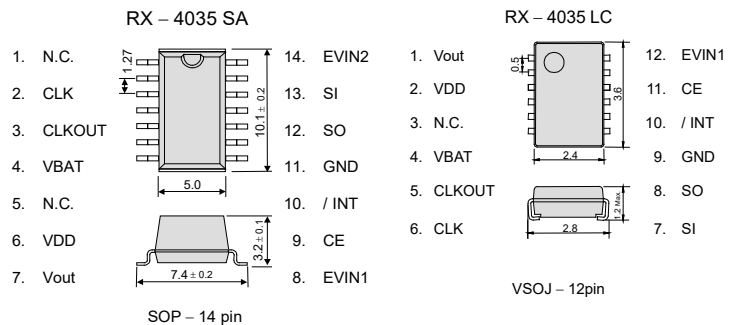 RX – 4035 SA
1. N.C.
2. CLK
3. CLKOUT
4. VBAT
5. N.C.
6. VDD
7. Vout
1.27
10.1 ± 0.2
5.0
3.2 ± 0.1
7.4 ± 0.2
14. EVIN2
13. SI
12. SO
11. GND
10. / INT
9. CE
8. EVIN1
SOP – 14 pin
RX – 4035 LC
1. Vout
2. VDD
3. N.C.
4. VBAT
5. CLKOUT
6. CLK
0.5
3.6
2.4
1.2 Max
2.8
12. EVIN1
11. CE
10. / INT
9. GND
8. SO
7. SI
VSOJ – 12pin